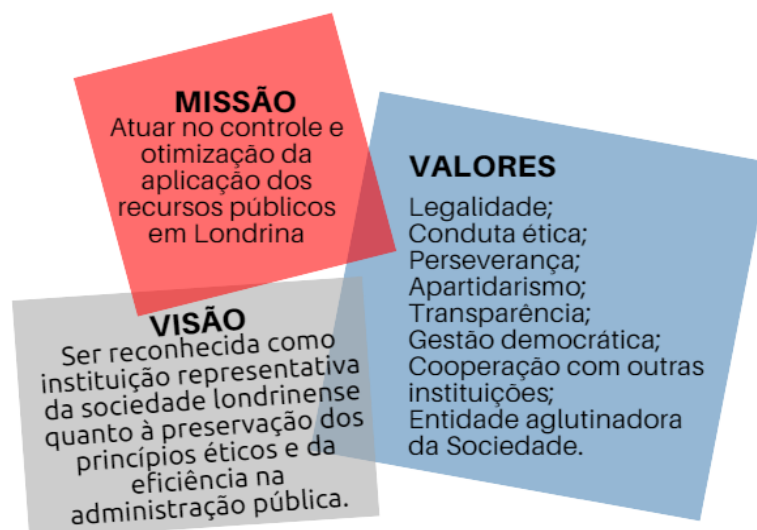 MISSÃO
Atuar no controle e
otimização da
aplicação dos
recursos públicos
em Londrina
VALORES
Legalidade;
Conduta ética;
Perseverança;
Apartidarismo;
Transparência;
Gestão democrática;
Cooperação com outras
instituições;
Entidade aglutinadora
da Sociedade.
VISÃO
Ser reconhecida como
instituição representativa
da sociedade londrinense
quanto à preservação dos
princípios éticos e da
eficiência na
administração pública.